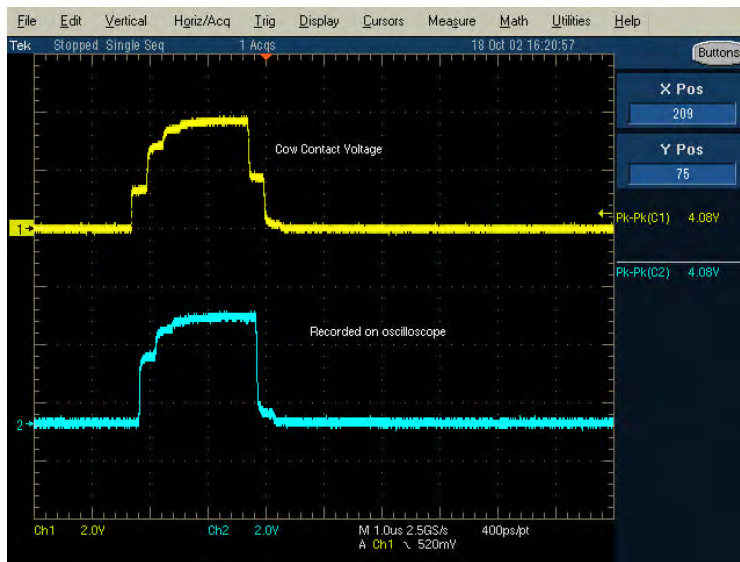 File Edit Vertical Horiz/Acq Trig Display Cursors Measure Math Utilities Help
Tek Stopped Single Seq 1 Acqs 18 Oct 02 16:20:57 Buttons
X Pos
209
Y Pos
75
Cow Contact Voltage
Pk-Pk(C1) 4.08V
1
Pk-Pk(C2) 4.08V
Recorded on oscilloscope
2
Ch1 2.0V Ch2 2.0V M 1.0us 2.5GS/s 400ps/pt
A Ch1 ∖ 520mV